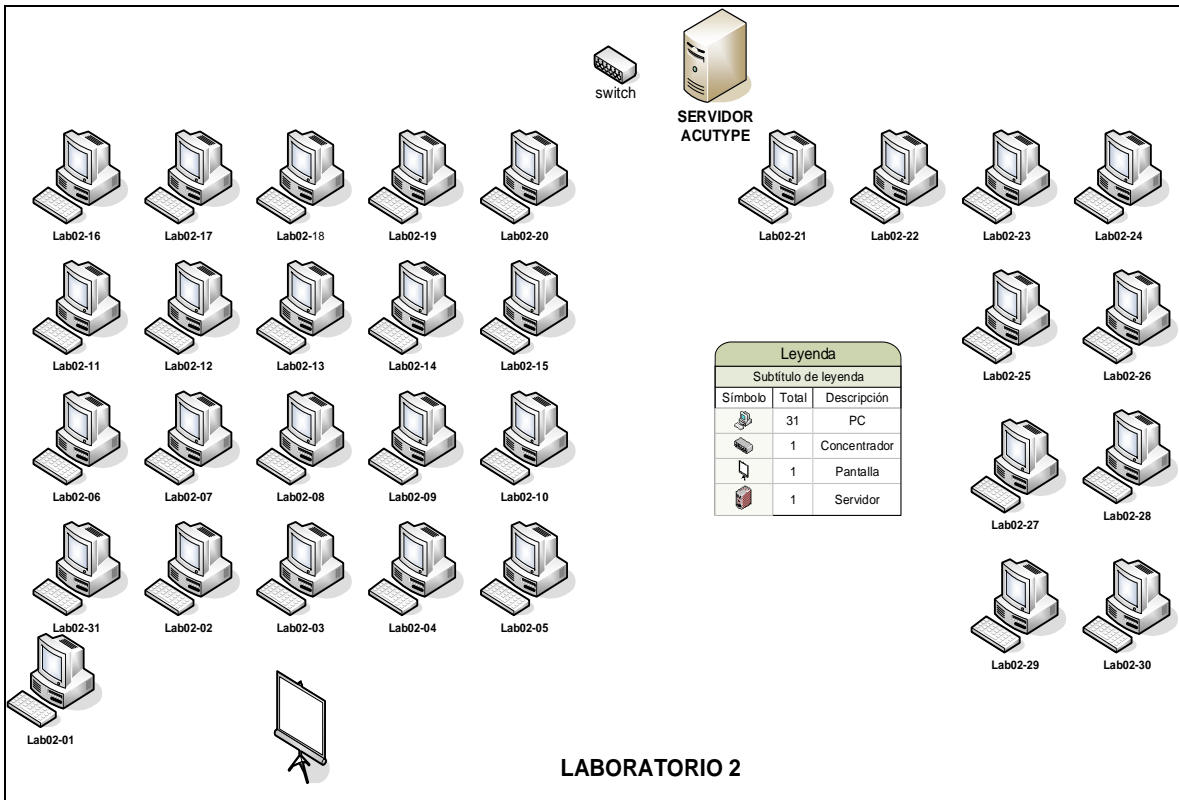 switch
SERVIDOR
ACUTYPE
Lab02-16 Lab02-17 Lab02-18 Lab02-19 Lab02-20 Lab02-21 Lab02-22 Lab02-23 Lab02-24
Lab02-11 Lab02-12 Lab02-13 Lab02-14 Lab02-15 Lab02-25 Lab02-26
Leyenda
Subtítulo de leyenda
Símbolo Total Descripción
31 PC
1 Concentrador
1 Pantalla
1 Servidor
Lab02-06 Lab02-07 Lab02-08 Lab02-09 Lab02-10 Lab02-27 Lab02-28
Lab02-31 Lab02-02 Lab02-03 Lab02-04 Lab02-05 Lab02-29 Lab02-30
Lab02-01
LABORATORIO 2